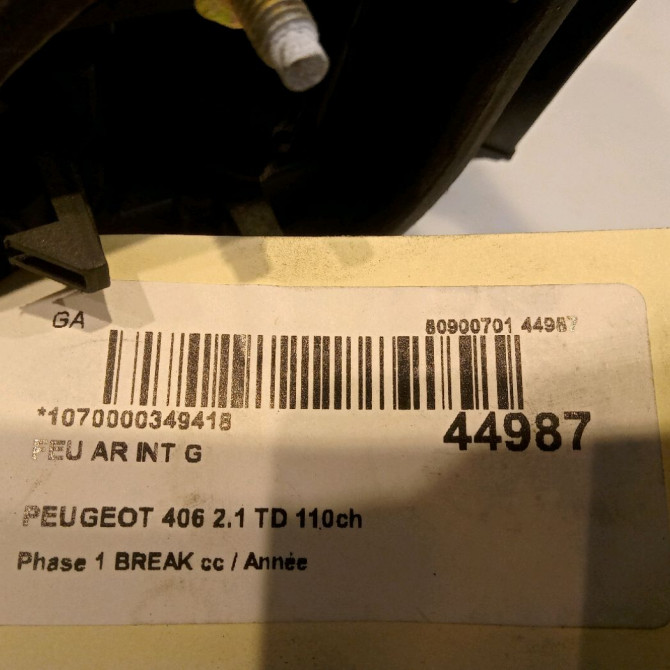 GA
80900701 44987
*1070000349418
44987
FEU AR INT G
PEUGEOT 406 2.1 TD 110ch
Phase 1 BREAK cc / Année